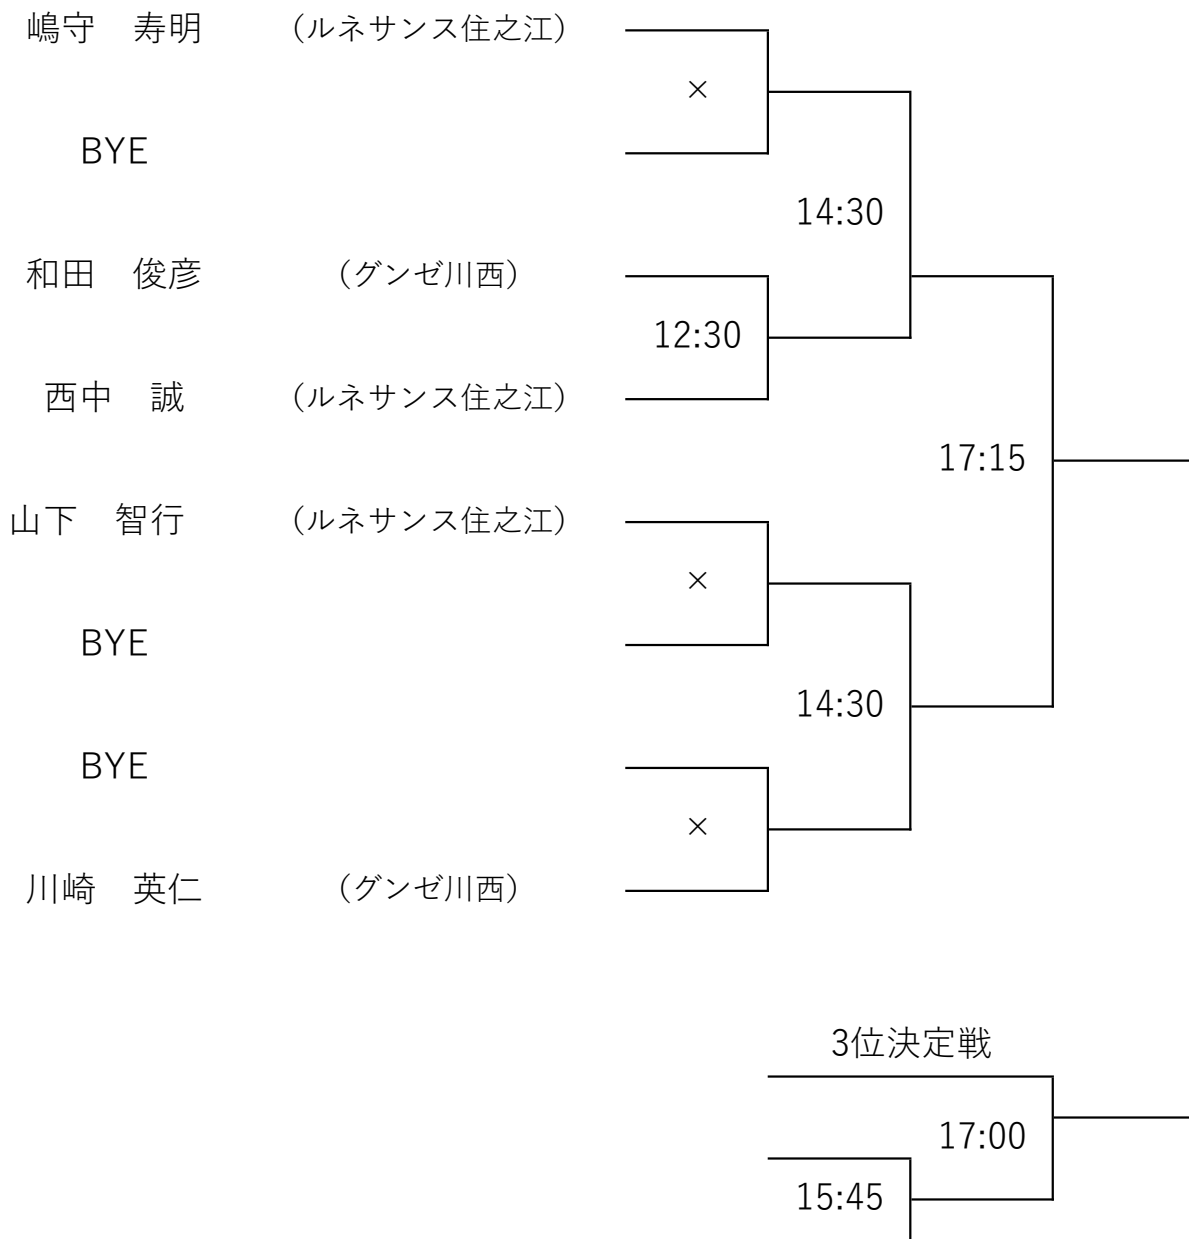 嶋守　寿明　（ルネサンス住之江）
×
BYE
14:30
和田　俊彦　（グンゼ川西）
12:30
西中　誠　（ルネサンス住之江）
17:15
山下　智行　（ルネサンス住之江）
×
BYE
14:30
BYE
×
川崎　英仁　（グンゼ川西）
3位決定戦
17:00
15:45